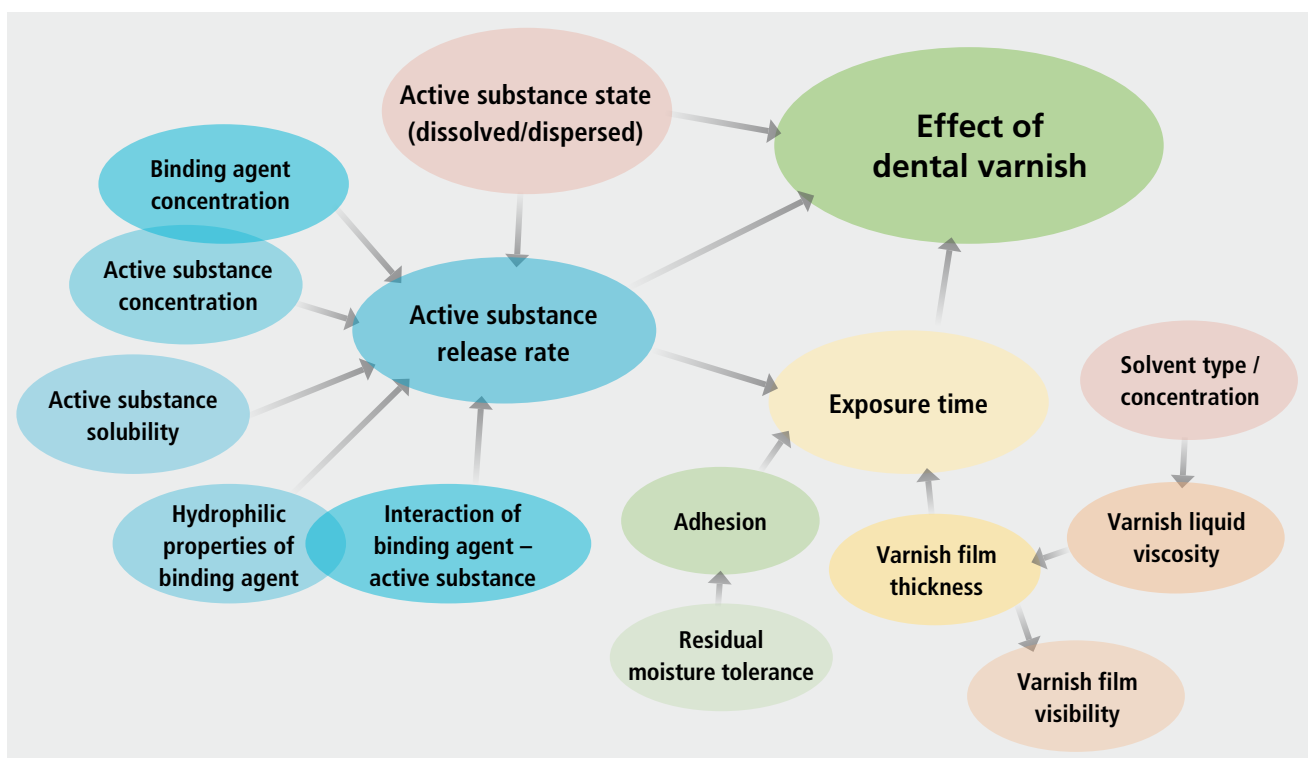 Active substance state
(dissolved/dispersed)
Effect of
dental varnish
Binding agent
concentration
Active substance
concentration
Active substance
release rate
Active substance
solubility
Hydrophilic
properties of
binding agent
Interaction of
binding agent –
active substance
Exposure time
Solvent type /
concentration
Adhesion
Varnish film
thickness
Varnish liquid
viscosity
Residual
moisture tolerance
Varnish film
visibility